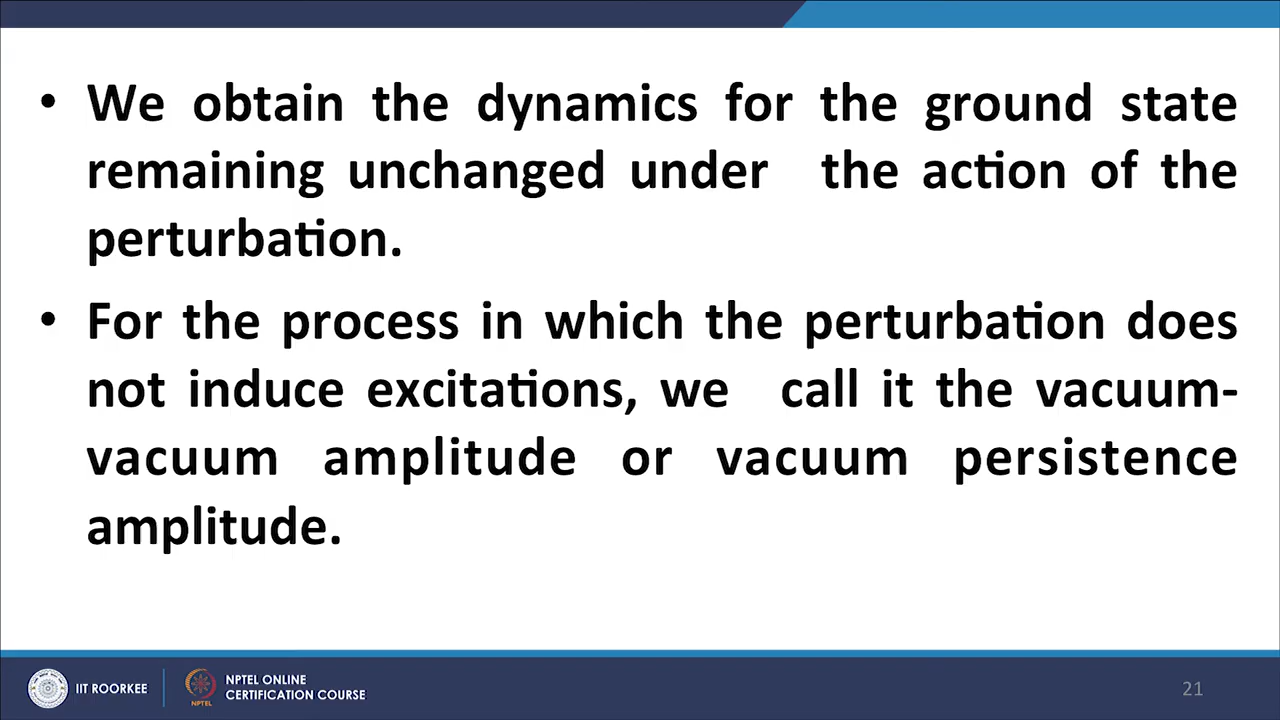 • We obtain the dynamics for the ground state
remaining unchanged under the action of the
perturbation.
• For the process in which the perturbation does
not induce excitations, we call it the vacuum-
vacuum amplitude or vacuum persistence
amplitude.
IIT ROORKEE
NPTEL
NPTEL ONLINE
CERTIFICATION COURSE
21